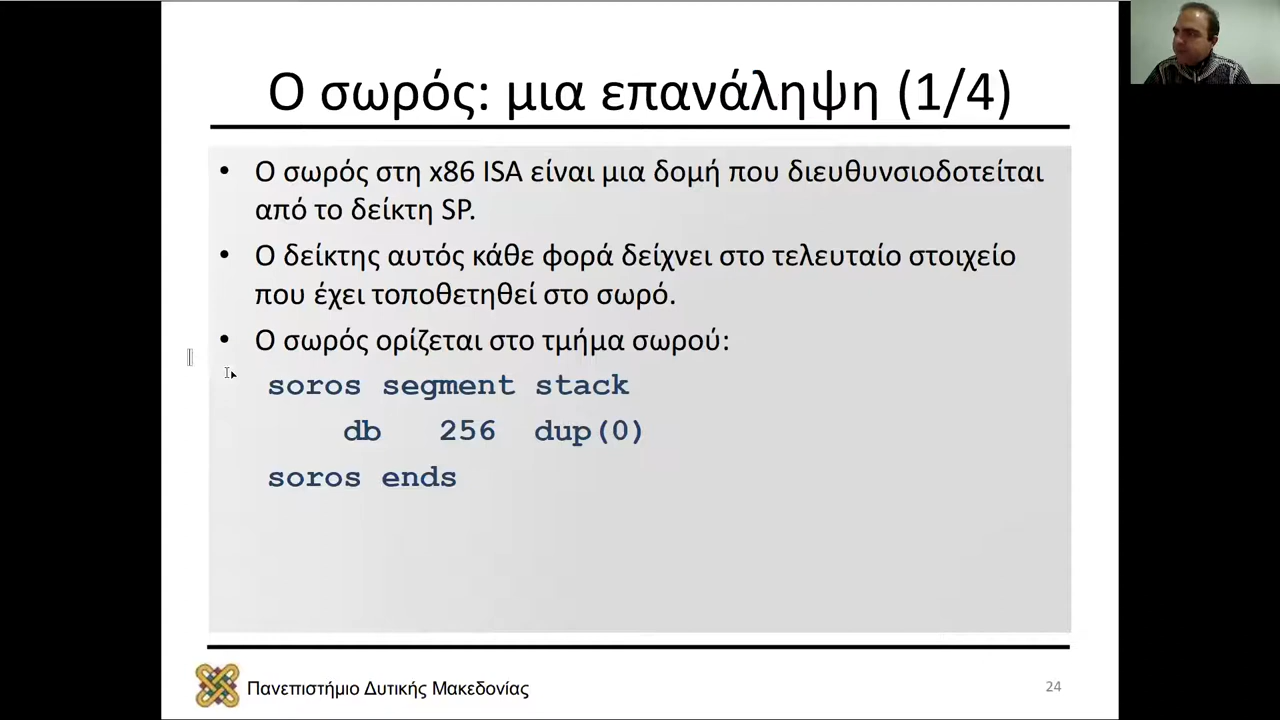 Ο σωρός: μια επανάληψη (1/4)
• Ο σωρός στη x86 ISA είναι μια δομή που διευθυνσιοδοτείται
από το δείκτη SP.
• Ο δείκτης αυτός κάθε φορά δείχνει στο τελευταίο στοιχείο
που έχει τοποθετηθεί στο σωρό.
• Ο σωρός ορίζεται στο τμήμα σωρού:
soros segment stack
db 256 dup(0)
soros ends
Πανεπιστήμιο Δυτικής Μακεδονίας
24